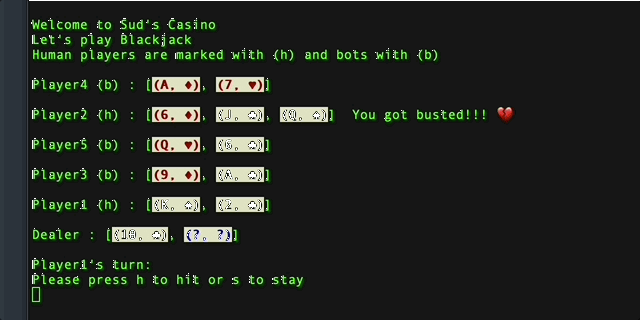 Welcome to Sud's Casino
Let's play Blackjack
Human players are marked with (h) and bots with (b)
Player4 (b) : [(A, ♦), (7, ♥)]
Player2 (h) : [(6, ♦), (J, ♣), (Q, ♣)] You got busted!!! 💔
Player5 (b) : [(Q, ♥), (6, ♣)]
Player3 (b) : [(9, ♦), (A, ♣)]
Player1 (h) : [(K, ♣), (2, ♣)]
Dealer : [(10, ♣), (?, ?)]
Player1's turn:
Please press h to hit or s to stay